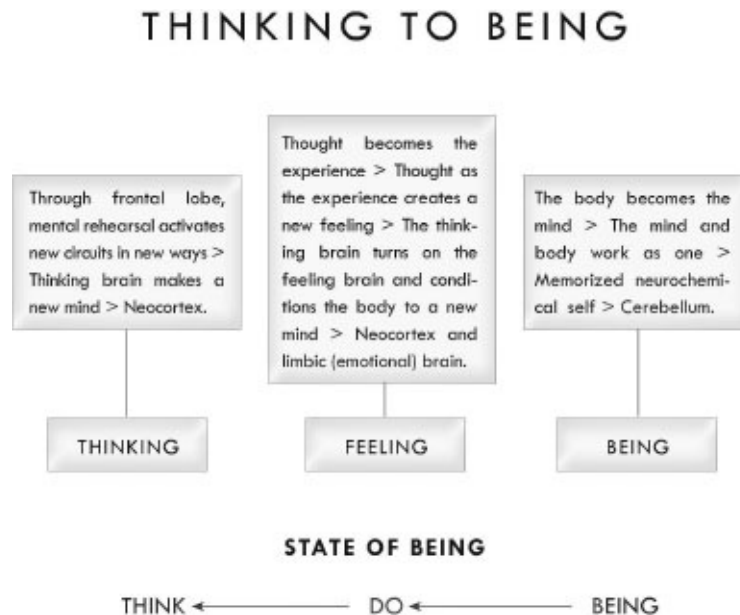 THINKING TO BEING
Through frontal lobe,
mental rehearsal activates
new circuits in new ways >
Thinking brain makes a
new mind > Neocortex.
Thought becomes the
experience > Thought as
the experience creates a
new feeling > The think-
ing brain turns on the
feeling brain and condi-
tions the body to a new
mind > Neocortex and
limbic (emotional) brain.
The body becomes the
mind > The mind and
body work as one >
Memorized neurochemi-
cal self > Cerebellum.
THINKING
FEELING
BEING
STATE OF BEING
THINK DO BEING